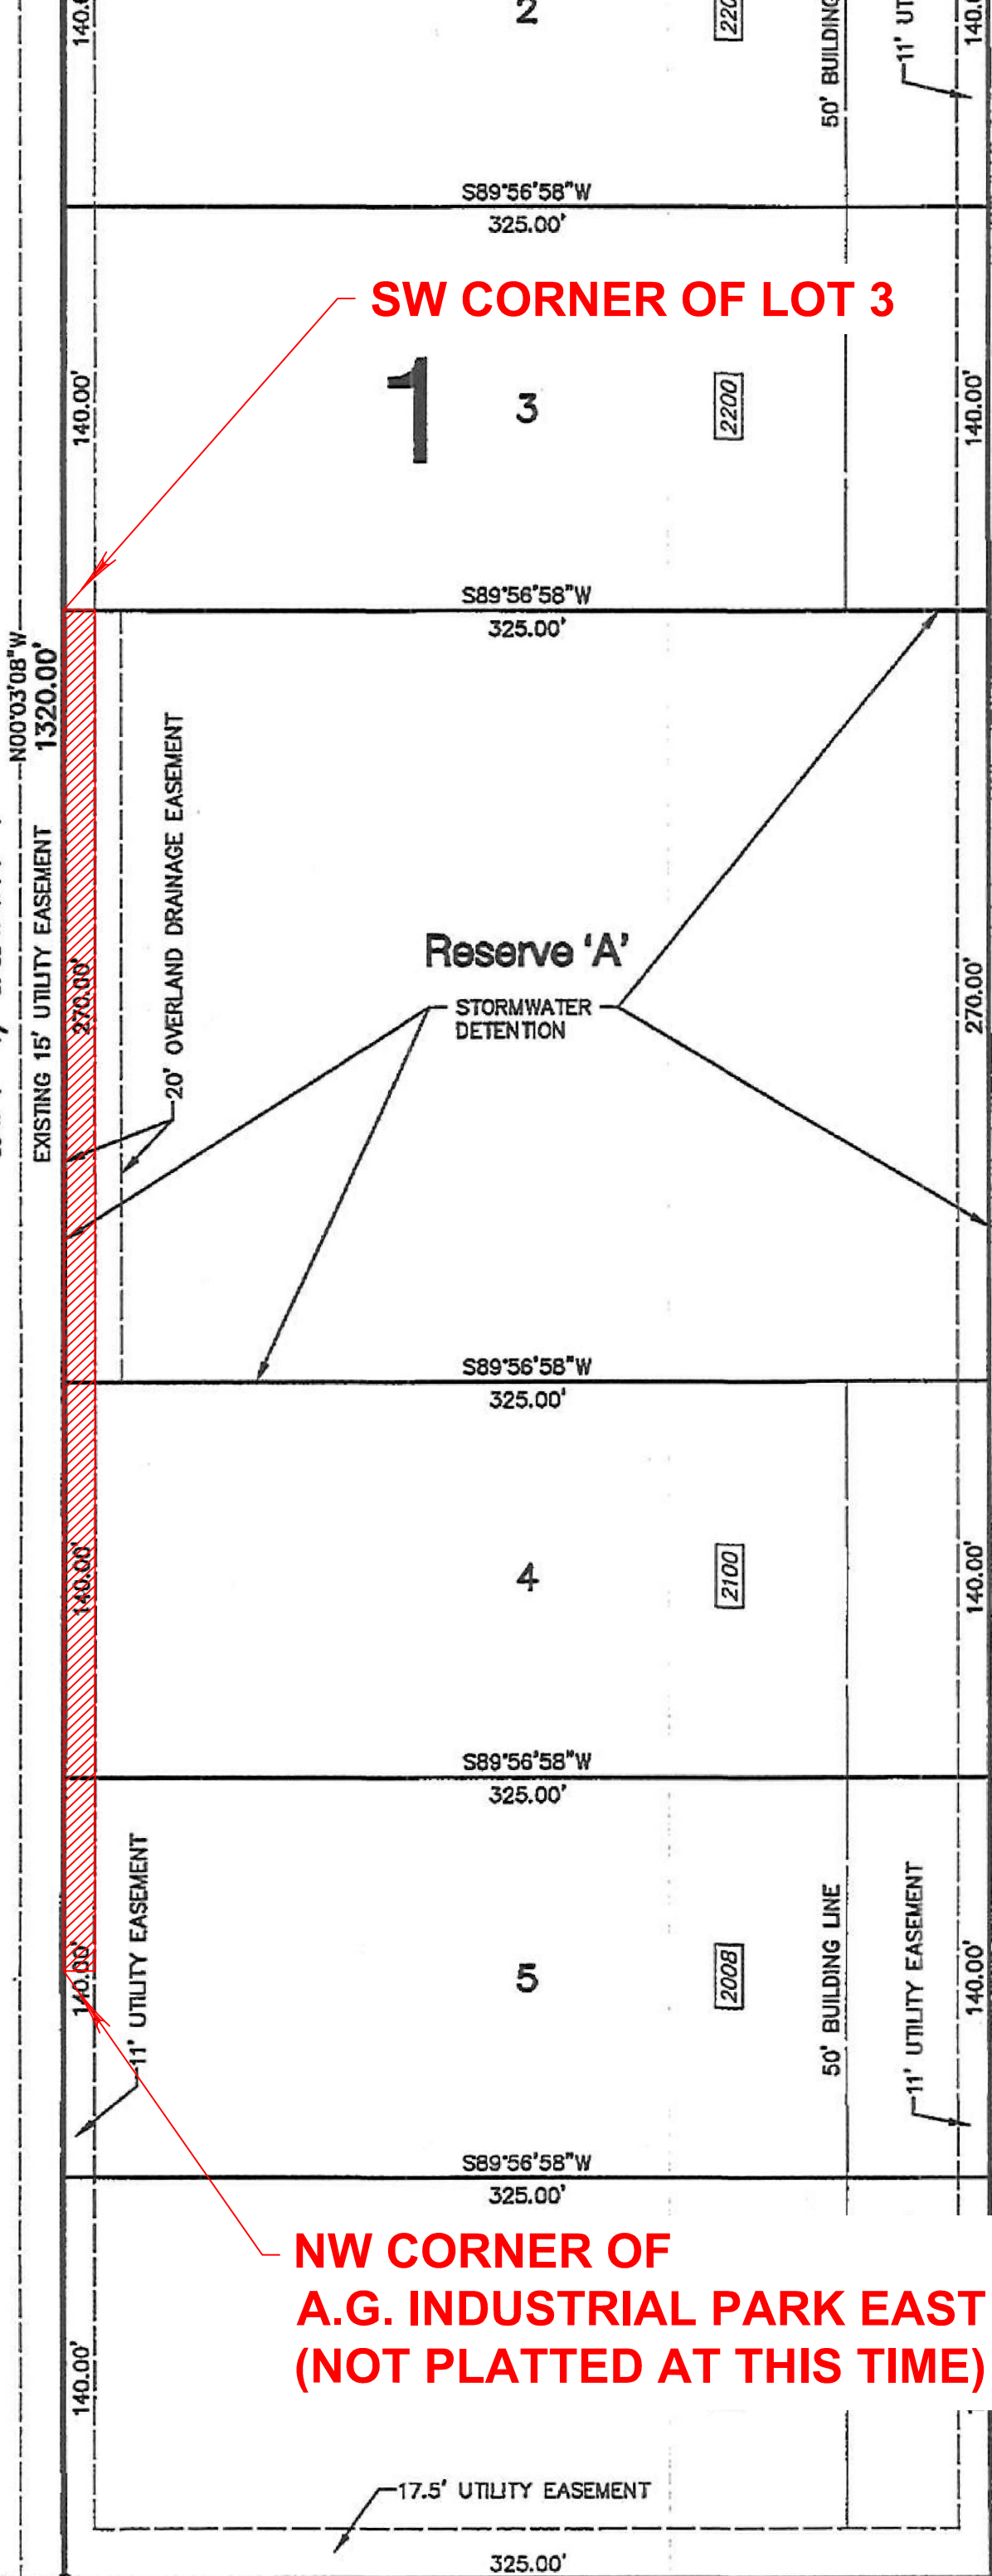 2
50' BUILDING
11' UT
S89°56'58"W
325.00'
SW CORNER OF LOT 3
140.00'
1
3
2200
140.00'
S89°56'58"W
325.00'
N00°03'08"W
1320.00'
EXISTING 15' UTILITY EASEMENT
270.00'
20' OVERLAND DRAINAGE EASEMENT
Reserve 'A'
STORMWATER
DETENTION
270.00'
S89°56'58"W
325.00'
140.00'
4
2100
140.00'
S89°56'58"W
325.00'
11' UTILITY EASEMENT
140.00'
5
2008
50' BUILDING LINE
11' UTILITY EASEMENT
140.00'
S89°56'58"W
325.00'
NW CORNER OF
A.G. INDUSTRIAL PARK EAST
(NOT PLATTED AT THIS TIME)
140.00'
17.5' UTILITY EASEMENT
325.00'